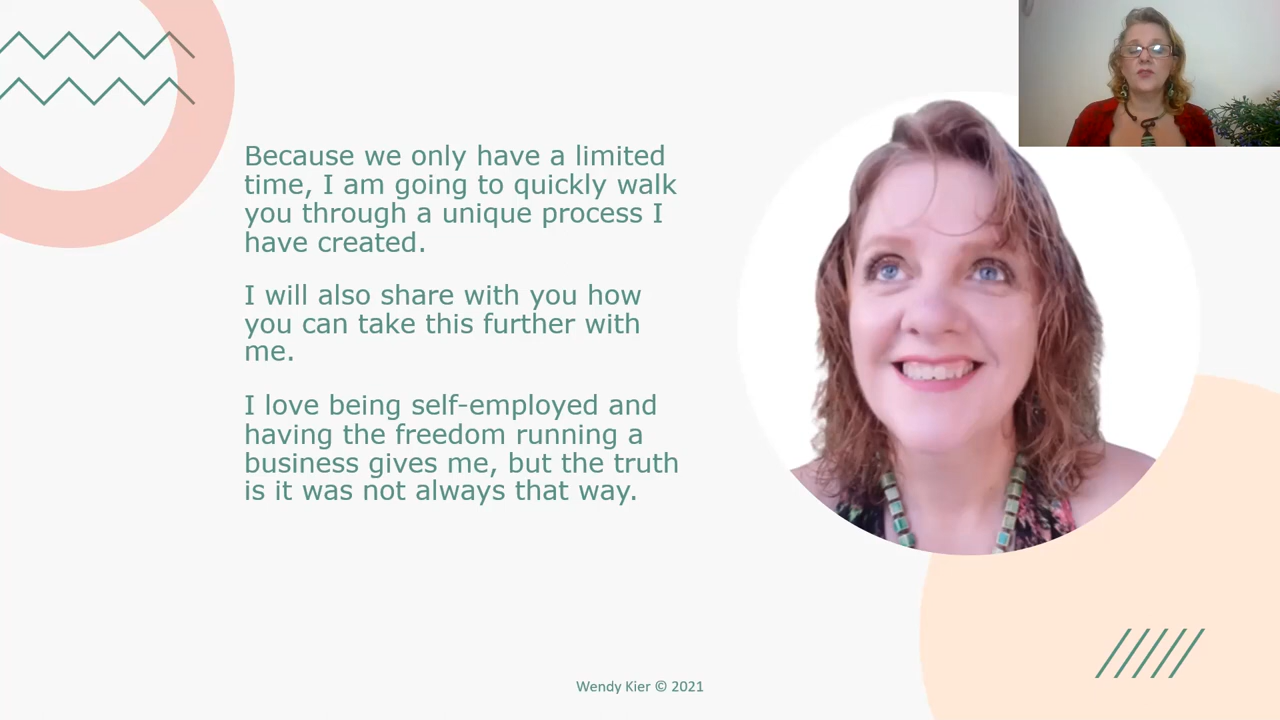 Because we only have a limited
time, I am going to quickly walk
you through a unique process I
have created.
I will also share with you how
you can take this further with
me.
I love being self-employed and
having the freedom running a
business gives me, but the truth
is it was not always that way.
Wendy Kier © 2021